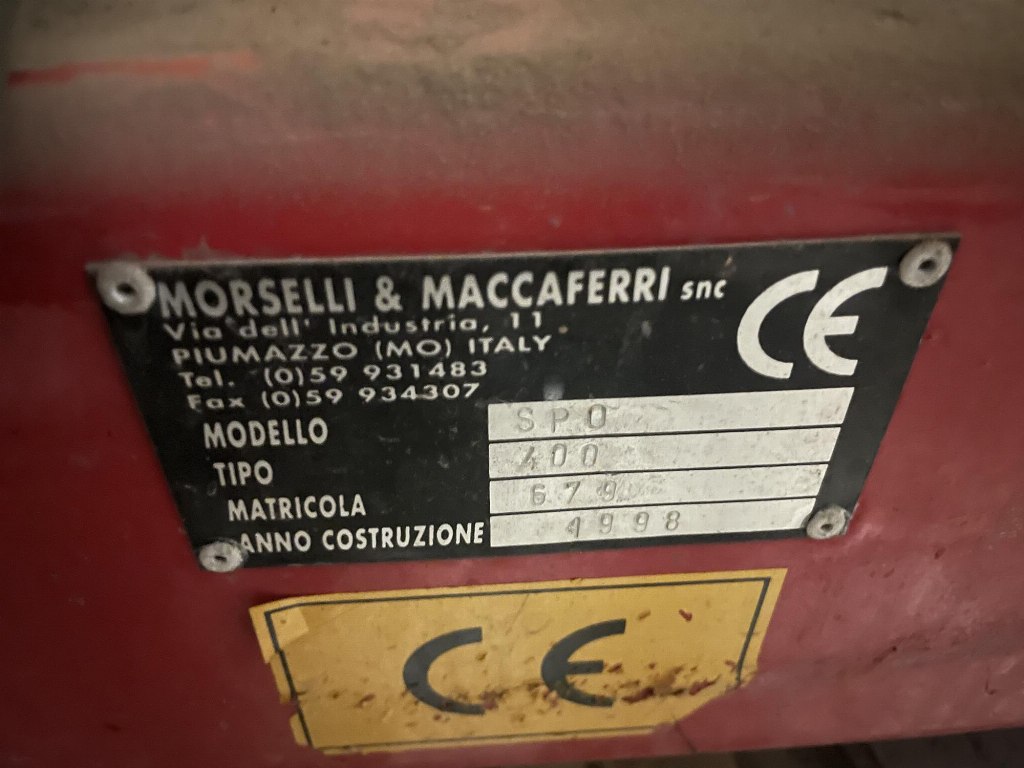 MORSELLI & MACCAFERRI snc
Via dell' Industria, 11
PIUMAZZO (MO) ITALY
Tel. (0)59 931483
Fax (0)59 934307
CE
MODELLO SPO
TIPO 400
MATRICOLA 679
ANNO COSTRUZIONE 1998
CE